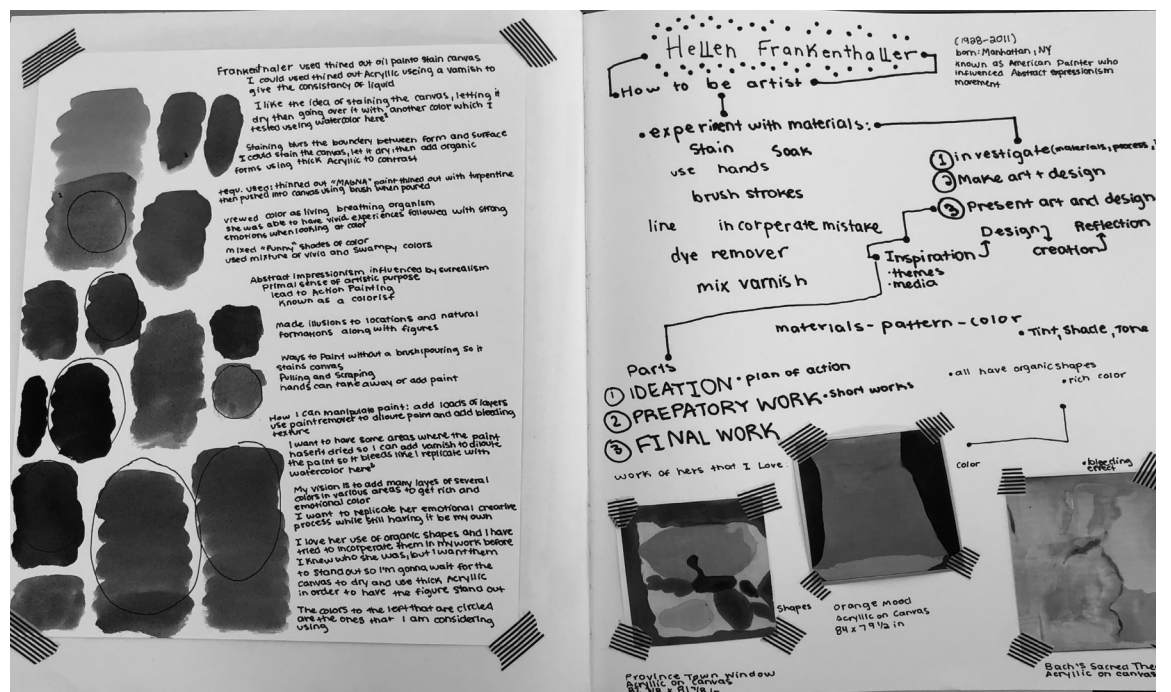 Frankenthaler used thined out oil paint to stain canvas
I could used thined out Acryllic useing a varnish to
give the consistancy of liquid
I like the idea of staining the canvas, letting it
dry then going over it with another color which I
tested useing watercolor here
Staining blurs the boundery between form and surface
I could stain the canvas, let it dry, then add organic
forms using thick Acryllic to contrast
tequ. used: thinned out "MAGNA" paint thined out with turpentine
then pushed into canvas using brush when poured
viewed color as living breathing organism
she was able to have vivid experiences followed with strong
emotions when looking at color
mixed "funny" shades of color
used mixture of vivid and swampy colors
Abstract Impressionism influenced by surrealism
Primal sense of artistic purpose
lead to Action Painting
Known as a colorist
made illusions to locations and natural
formations along with figures
Ways to Paint without a brush: pouring so it
stains canvas
Pulling and Scraping
hands can take away or add paint
How I can manipulate paint: add loads of layers
use paint remover to diloute paint and add bleeding
texture
I want to have some areas where the paint
hasen't dried so I can add varnish to diloute
the paint so it bleeds like I replicate with
watercolor here
My vision is to add many layes of several
colors in various areas to get rich and
emotional color
I want to replicate her emotional creative
process while still having it be my own
I love her use of organic shapes and I have
tried to incorperate them in my work before
I knew who she was, but I want them
to stand out so I'm gonna wait for the
canvas to dry and use thick Acryllic
in order to have the figure stand out
The colors to the left that are circled
are the ones that I am considering
using
Hellen Frankenthaller
(1928-2011)
born: Manhattan, NY
known as American Painter who
influenced Abstract expressionism
movement
How to be artist
• experient with materials:
Stain Soak
use hands
brush strokes
line incorperate mistake
dye remover
mix varnish
① investigate (materials, process,
② Make art + design
③ Present art and design
Inspiration Design creation Reflection
• themes
• media
materials - pattern - color
• Tint, Shade, Tone
Parts
① IDEATION • plan of action
② PREPATORY WORK • short works
③ FINAL WORK
• all have organic shapes
• rich color
work of hers that I Love:
color
• bleeding
effect
Shapes
Orange Mood
Acryllic on Canvas
84 x 79 1/2 in
Province Town Window
Acryllic on Canvas
Bach's Sacred
Acryllic on canvas